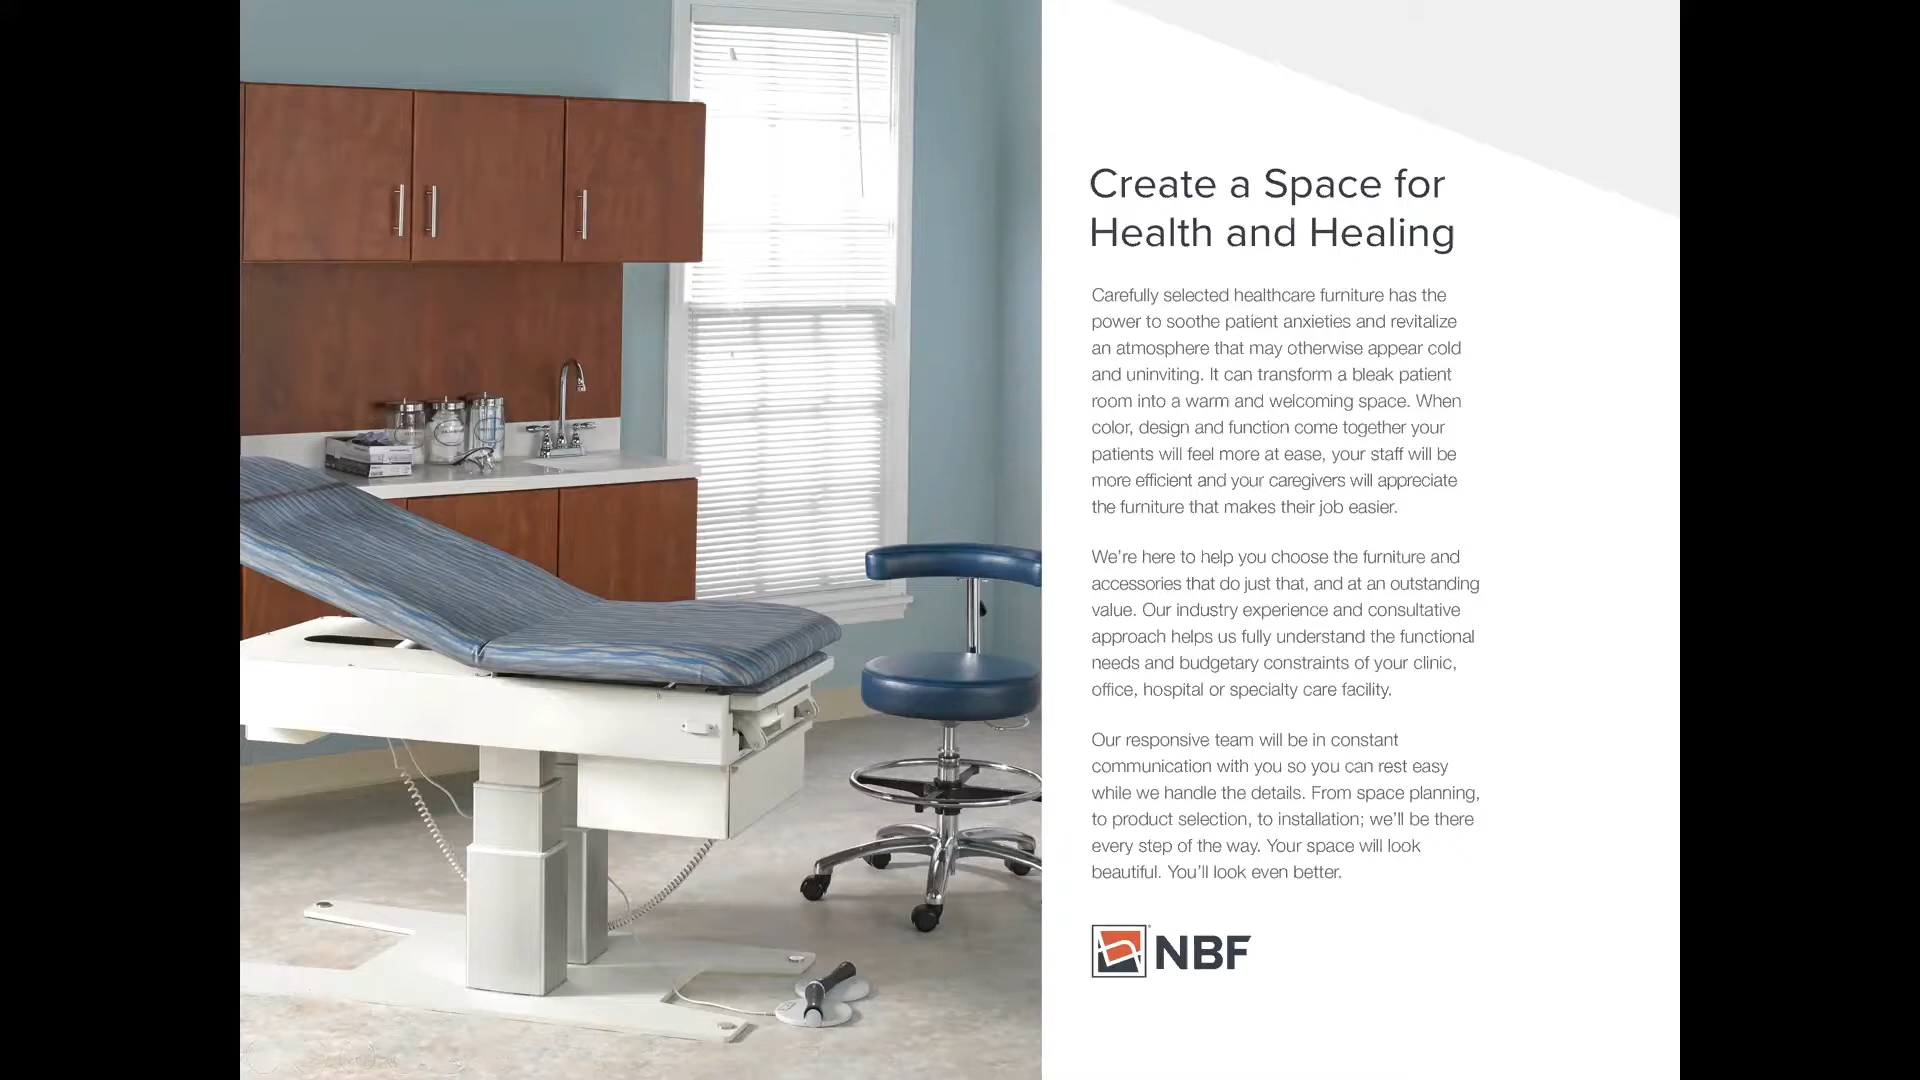 Create a Space for
Health and Healing
Carefully selected healthcare furniture has the
power to soothe patient anxieties and revitalize
an atmosphere that may otherwise appear cold
and uninviting. It can transform a bleak patient
room into a warm and welcoming space. When
color, design and function come together your
patients will feel more at ease, your staff will be
more efficient and your caregivers will appreciate
the furniture that makes their job easier.
We’re here to help you choose the furniture and
accessories that do just that, and at an outstanding
value. Our industry experience and consultative
approach helps us fully understand the functional
needs and budgetary constraints of your clinic,
office, hospital or specialty care facility.
Our responsive team will be in constant
communication with you so you can rest easy
while we handle the details. From space planning,
to product selection, to installation; we’ll be there
every step of the way. Your space will look
beautiful. You’ll look even better.
NBF